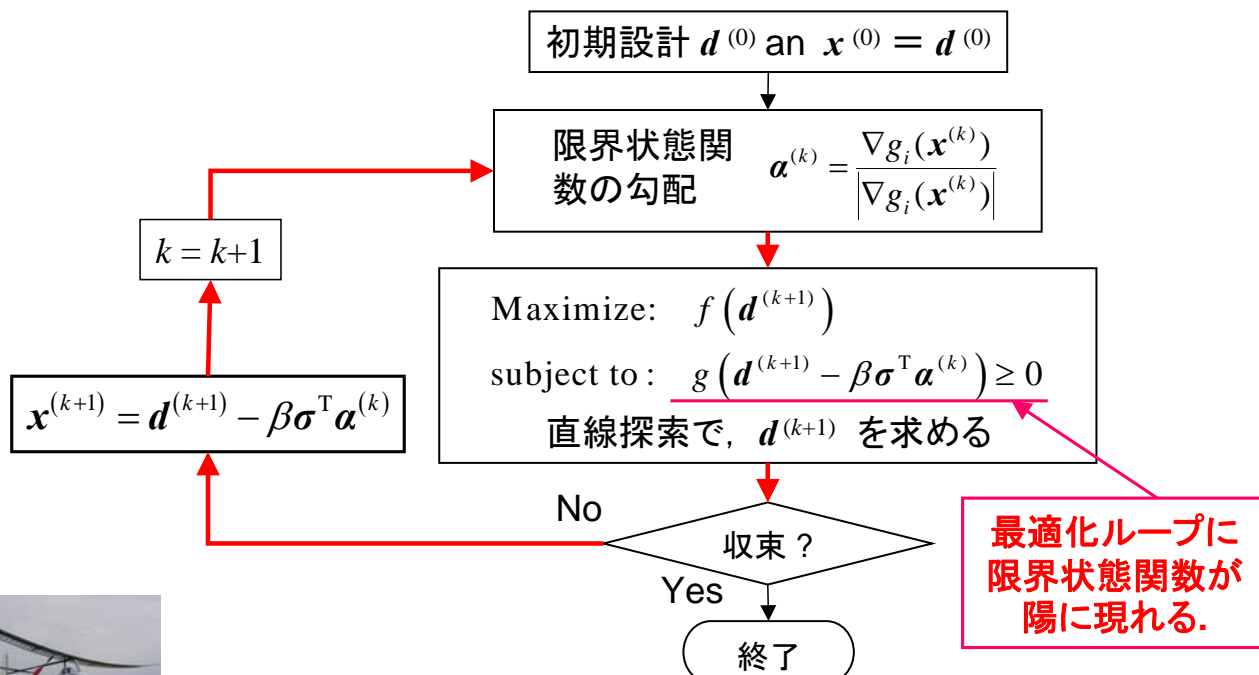 初期設計 d⁽⁰⁾ an x⁽⁰⁾ = d⁽⁰⁾
限界状態関
数の勾配
α⁽ᵏ⁾ = ∇gᵢ(x⁽ᵏ⁾) / |∇gᵢ(x⁽ᵏ⁾)|
k = k+1
Maximize: f(d⁽ᵏ⁺¹⁾)
subject to : g(d⁽ᵏ⁺¹⁾ − βσᵀα⁽ᵏ⁾) ≥ 0
直線探索で, d⁽ᵏ⁺¹⁾ を求める
x⁽ᵏ⁺¹⁾ = d⁽ᵏ⁺¹⁾ − βσᵀα⁽ᵏ⁾
No
収束？
Yes
終了
最適化ループに
限界状態関数が
陽に現れる.